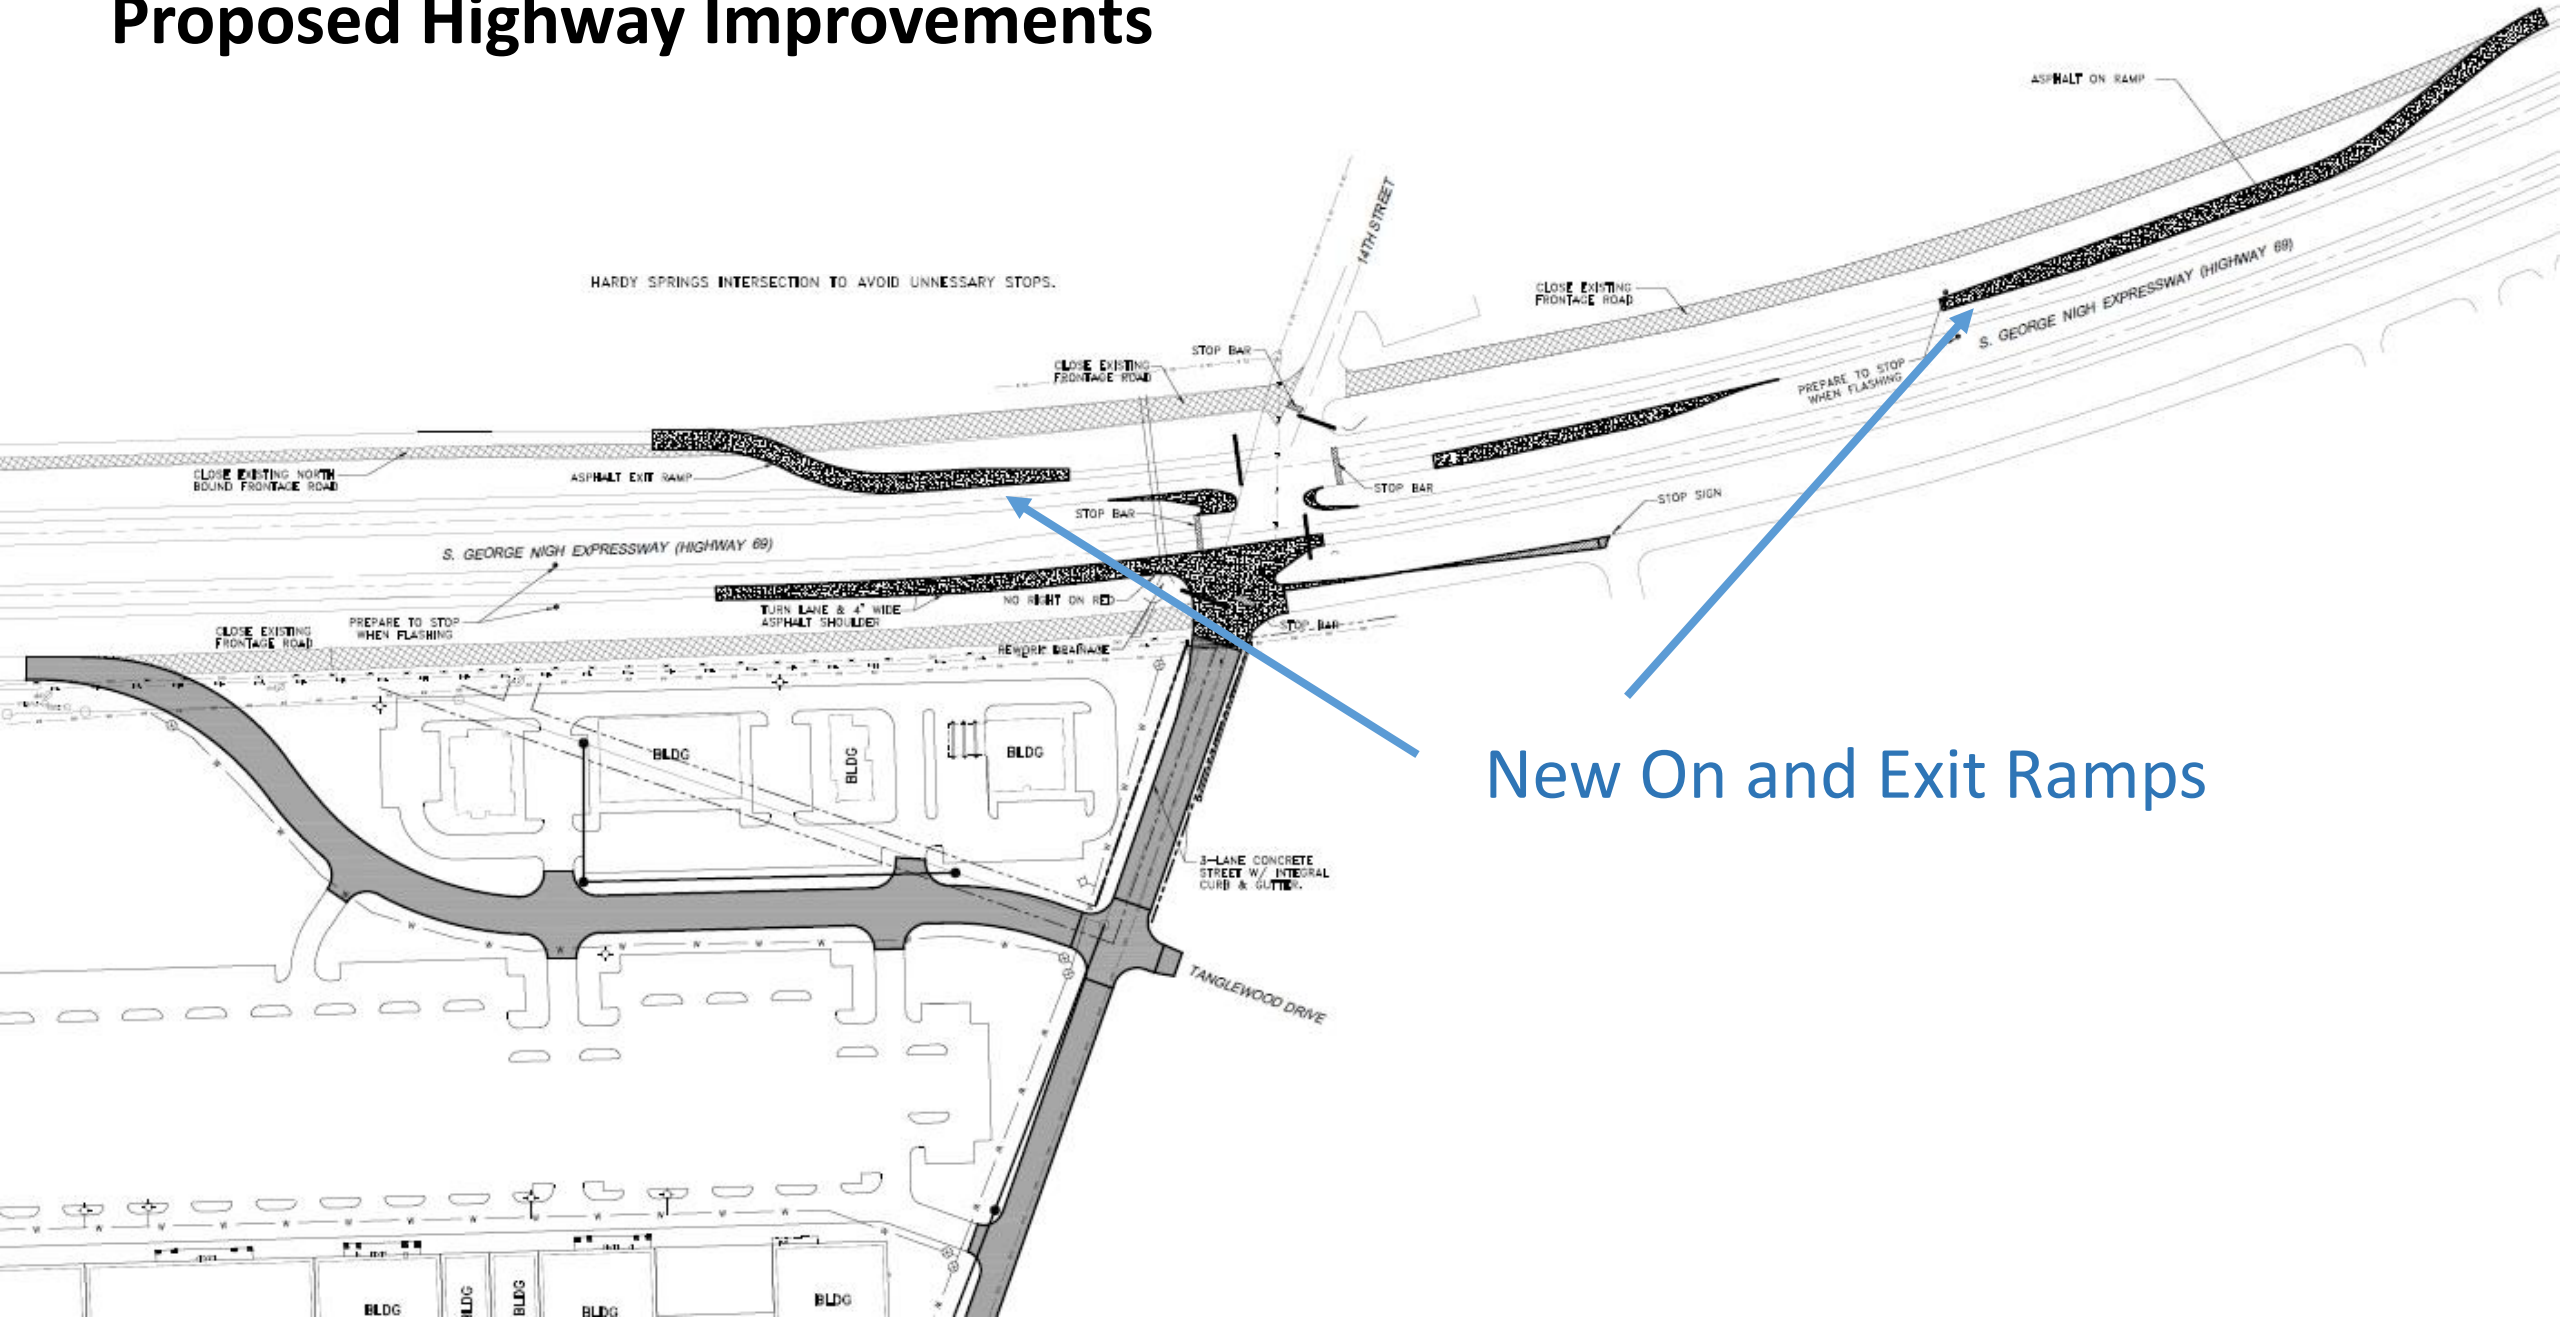 Proposed Highway Improvements
ASPHALT ON RAMP
14TH STREET
S. GEORGE NIGH EXPRESSWAY (HIGHWAY 69)
HARDY SPRINGS INTERSECTION TO AVOID UNNESSARY STOPS.
CLOSE EXISTING
FRONTAGE ROAD
STOP BAR
CLOSE EXISTING
FRONTAGE ROAD
PREPARE TO STOP
WHEN FLASHING
CLOSE EXISTING NORTH
BOUND FRONTAGE ROAD
ASPHALT EXIT RAMP
STOP BAR
STOP BAR
STOP SIGN
S. GEORGE NIGH EXPRESSWAY (HIGHWAY 69)
TURN LANE & 4' WIDE
ASPHALT SHOULDER
NO RIGHT ON RED
PREPARE TO STOP
WHEN FLASHING
CLOSE EXISTING
FRONTAGE ROAD
STOP BAR
REWORK DRAINAGE
BLDG
BLDG
BLDG
New On and Exit Ramps
3-LANE CONCRETE
STREET W/ INTEGRAL
CURB & GUTTER.
TANGLEWOOD DRIVE
BLDG
BLDG
BLDG
BLDG
BLDG